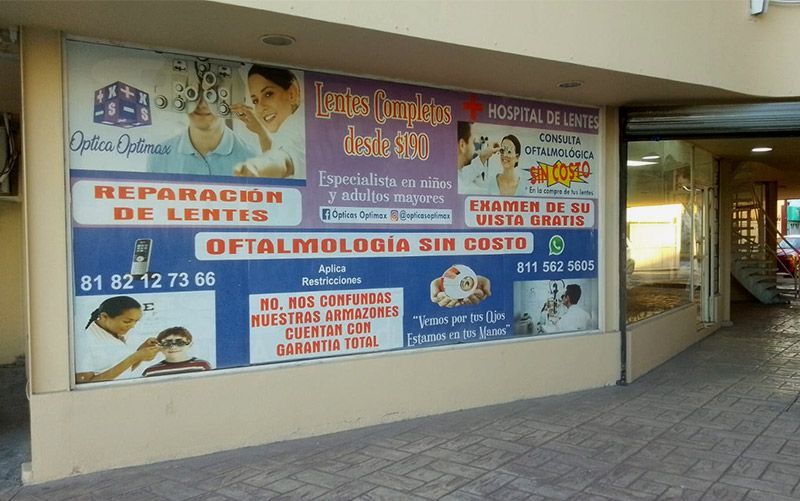 Optica Optimax
Lentes Completos
desde $190
Especialista en niños
y adultos mayores
Ópticas Optimax @opticasoptimax
+ HOSPITAL DE LENTES
CONSULTA
OFTALMOLÓGICA
SIN COSTO
* En la compra de tus lentes
REPARACIÓN
DE LENTES
EXAMEN DE SU
VISTA GRATIS
OFTALMOLOGÍA SIN COSTO
81 82 12 73 66
Aplica
Restricciones
811 562 5605
NO, NOS CONFUNDAS
NUESTRAS ARMAZONES
CUENTAN CON
GARANTIA TOTAL
"Vemos por tus Ojos
Estamos en tus Manos"